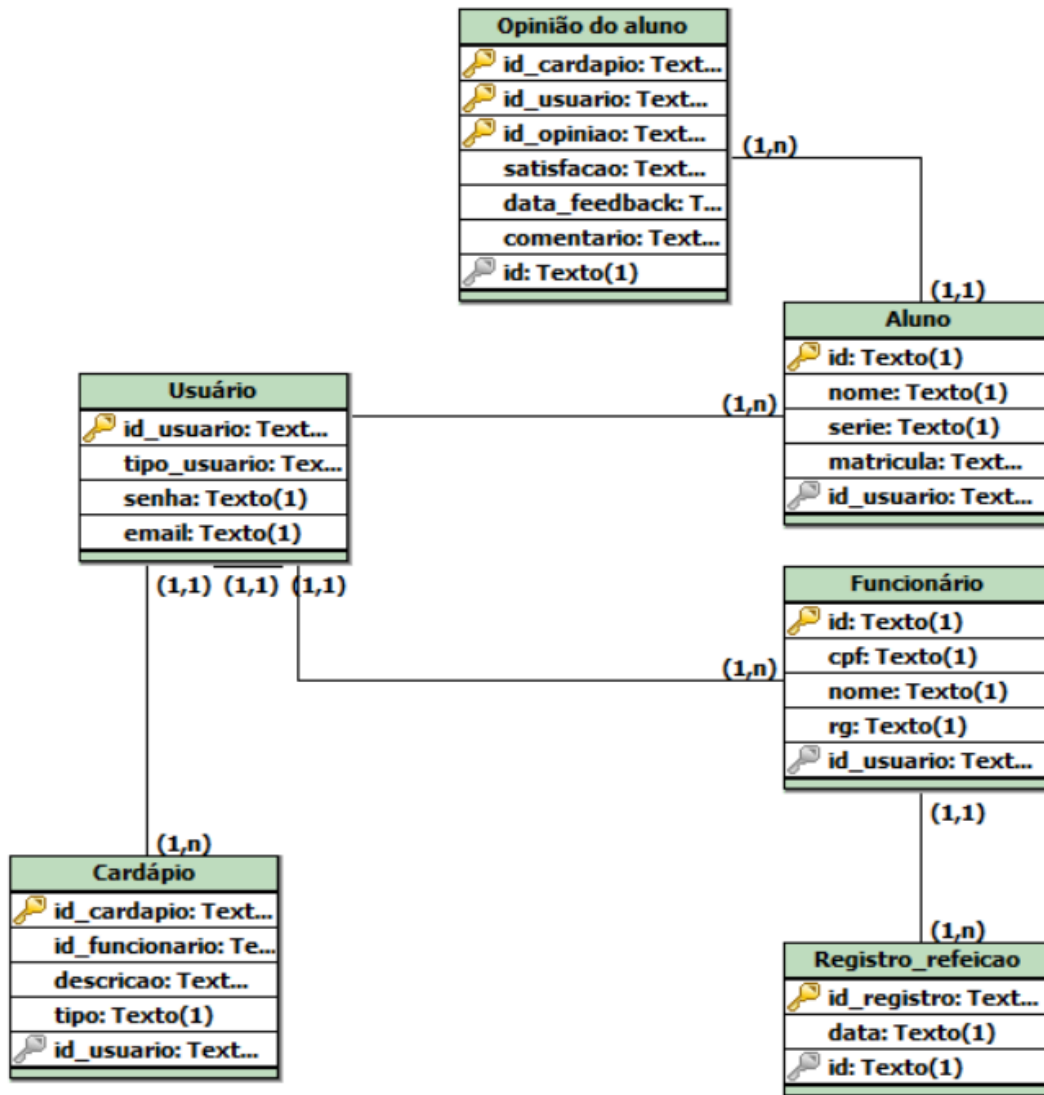 Opinião do aluno
id_cardapio: Text...
id_usuario: Text...
id_opiniao: Text...
satisfacao: Text...
data_feedback: T...
comentario: Text...
id: Texto(1)
(1,n)
(1,1)
Aluno
id: Texto(1)
nome: Texto(1)
serie: Texto(1)
matricula: Text...
id_usuario: Text...
(1,n)
Usuário
id_usuario: Text...
tipo_usuario: Tex...
senha: Texto(1)
email: Texto(1)
(1,1) (1,1) (1,1)
Funcionário
id: Texto(1)
cpf: Texto(1)
nome: Texto(1)
rg: Texto(1)
id_usuario: Text...
(1,n)
(1,1)
(1,n)
Cardápio
id_cardapio: Text...
id_funcionário: Te...
descricao: Text...
tipo: Texto(1)
id_usuario: Text...
(1,n)
Registro_refeicao
id_registro: Text...
data: Texto(1)
id: Texto(1)